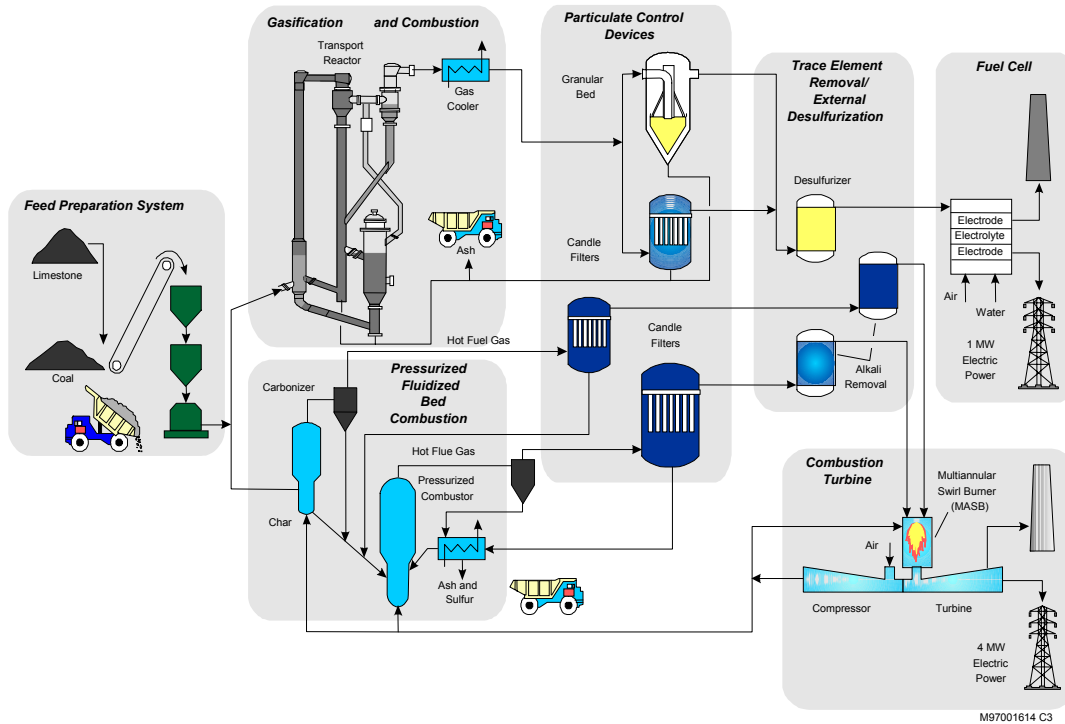 Gasification and Combustion
Transport
Reactor
Gas
Cooler
Ash
Particulate Control
Devices
Granular
Bed
Candle
Filters
Candle
Filters
Trace Element
Removal/
External
Desulfurization
Desulfurizer
Alkali
Removal
Fuel Cell
Electrode
Electrolyte
Electrode
Air
Water
1 MW
Electric
Power
Feed Preparation System
Limestone
Coal
Hot Fuel Gas
Pressurized
Fluidized
Bed
Combustion
Carbonizer
Hot Flue Gas
Pressurized
Combustor
Char
Ash and
Sulfur
Combustion
Turbine
Multiannular
Swirl Burner
(MASB)
Air
Compressor
Turbine
4 MW
Electric
Power
M97001614 C3